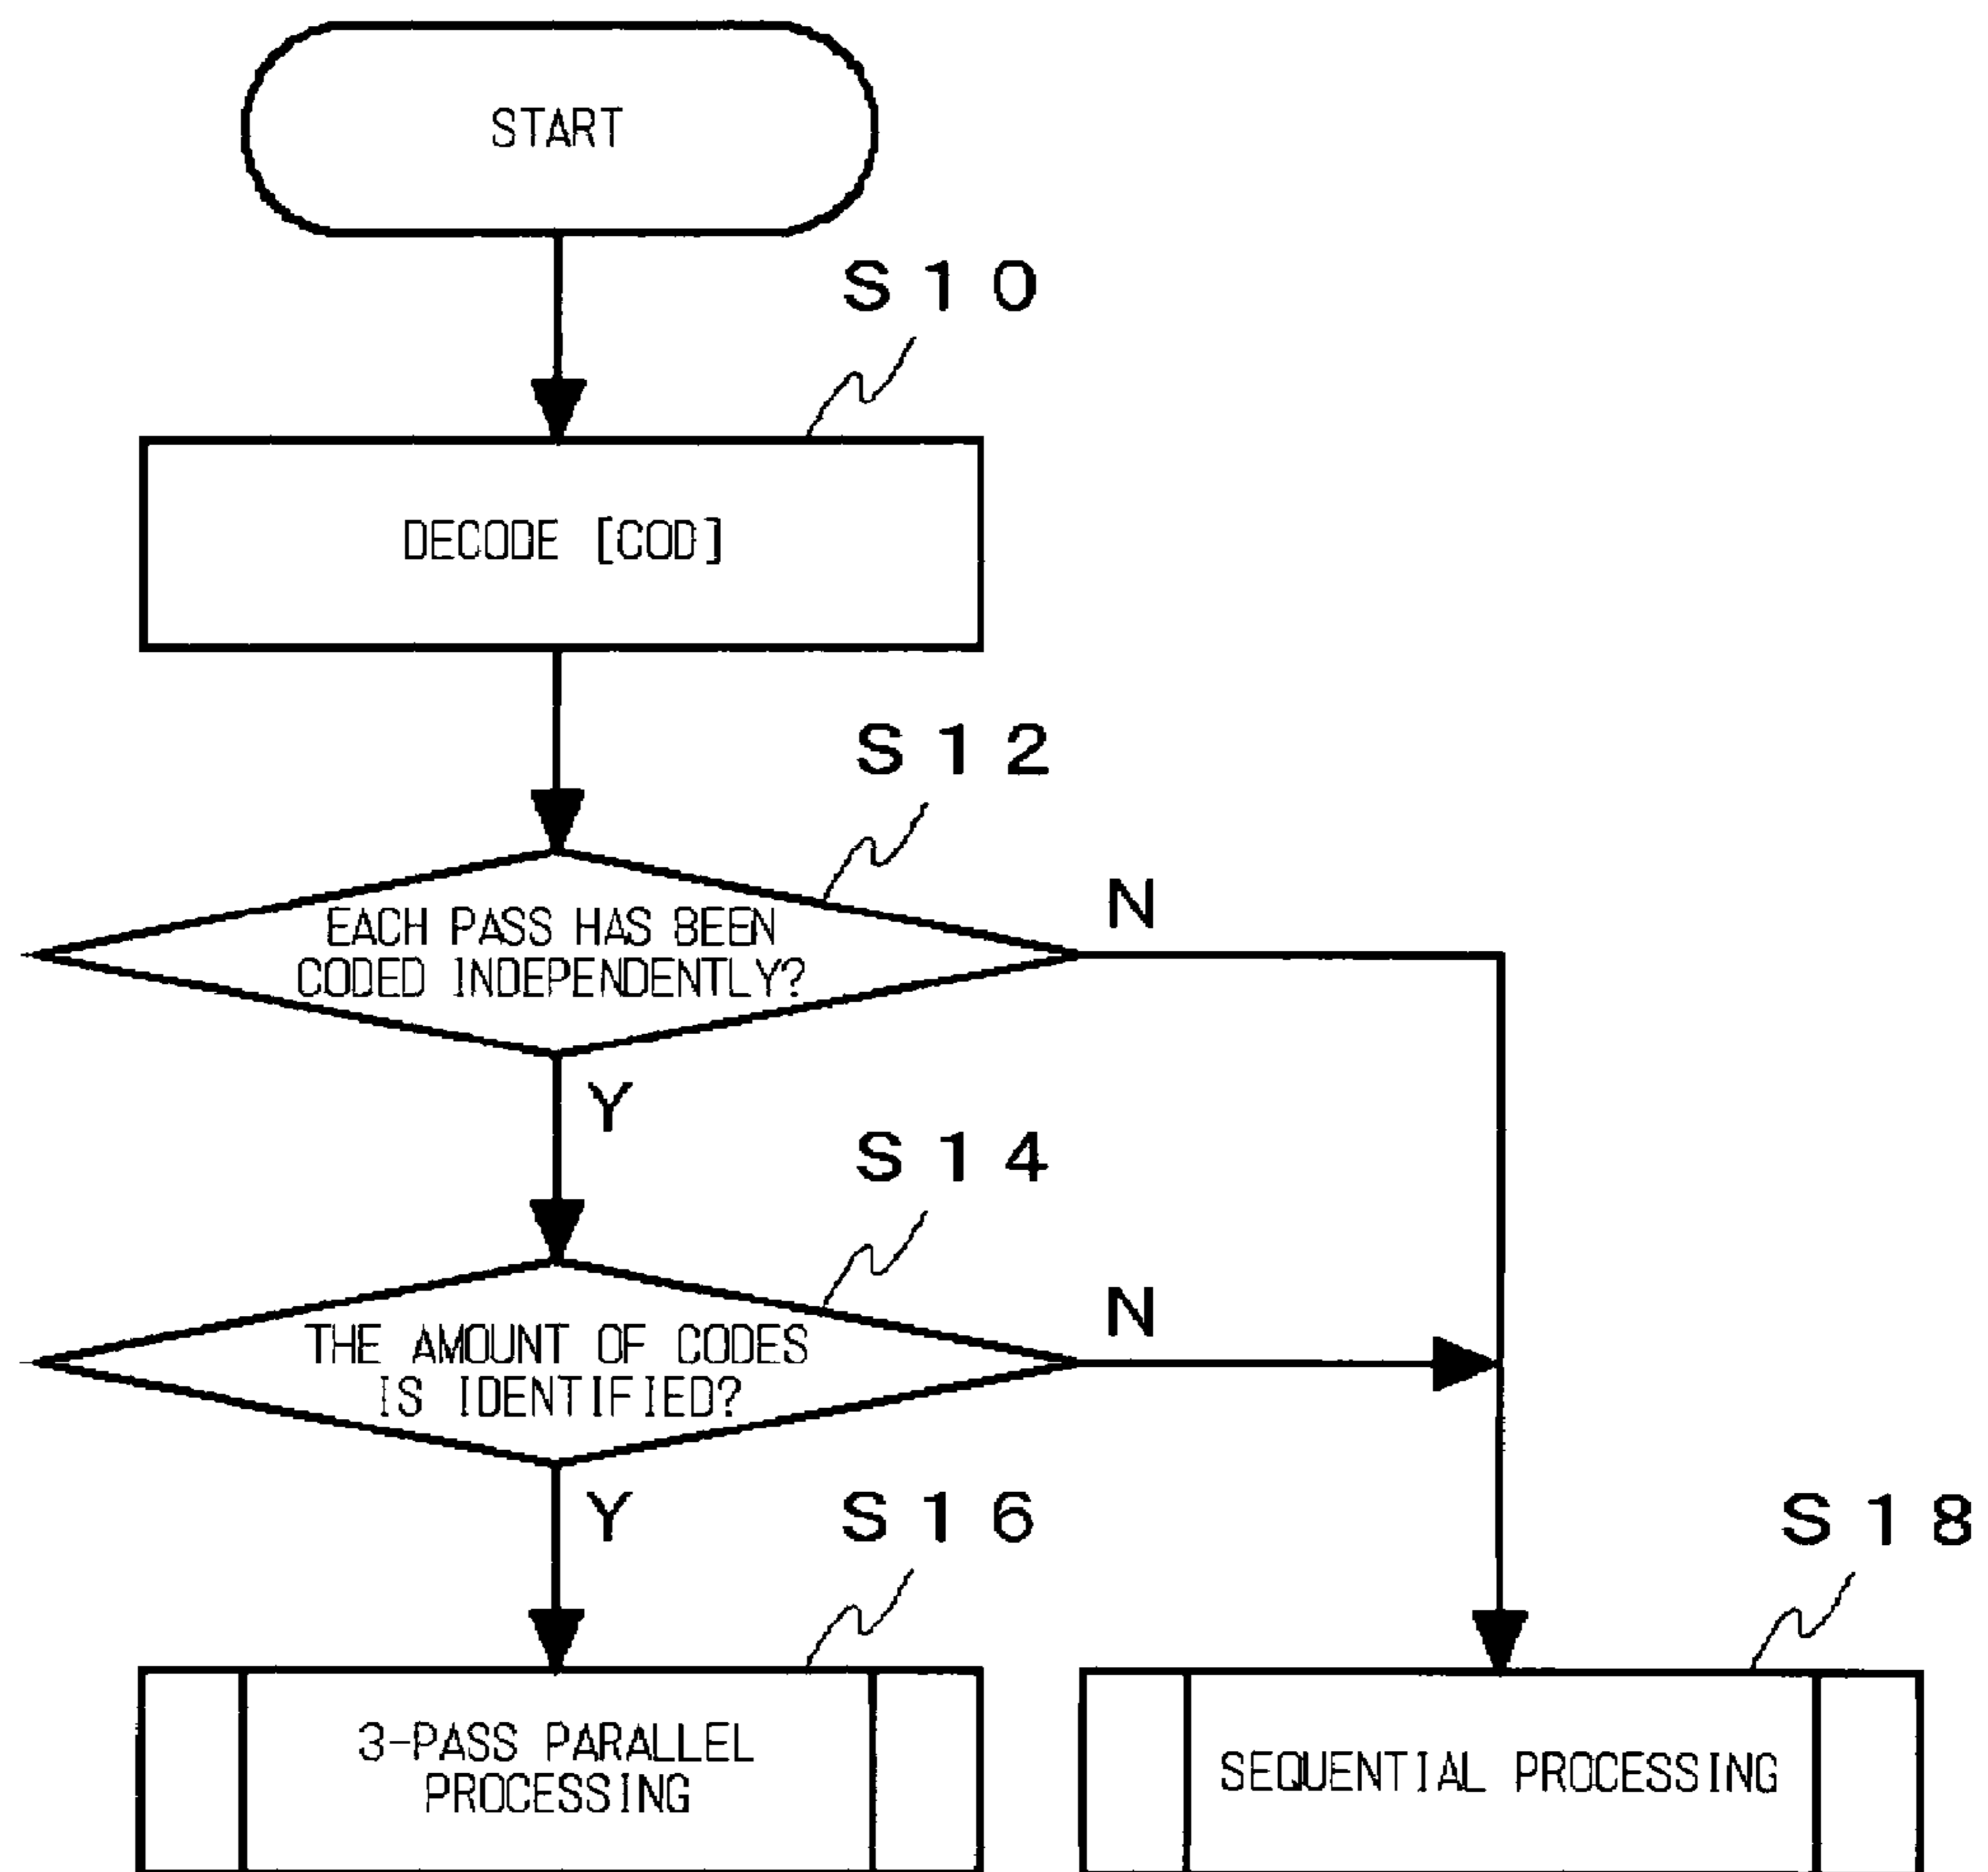 START
S10
DECODE [COD]
S12
EACH PASS HAS BEEN
CODED INDEPENDENTLY?
N
Y
S14
THE AMOUNT OF CODES
IS IDENTIFIED?
N
Y
S16
S18
3-PASS PARALLEL
PROCESSING
SEQUENTIAL PROCESSING